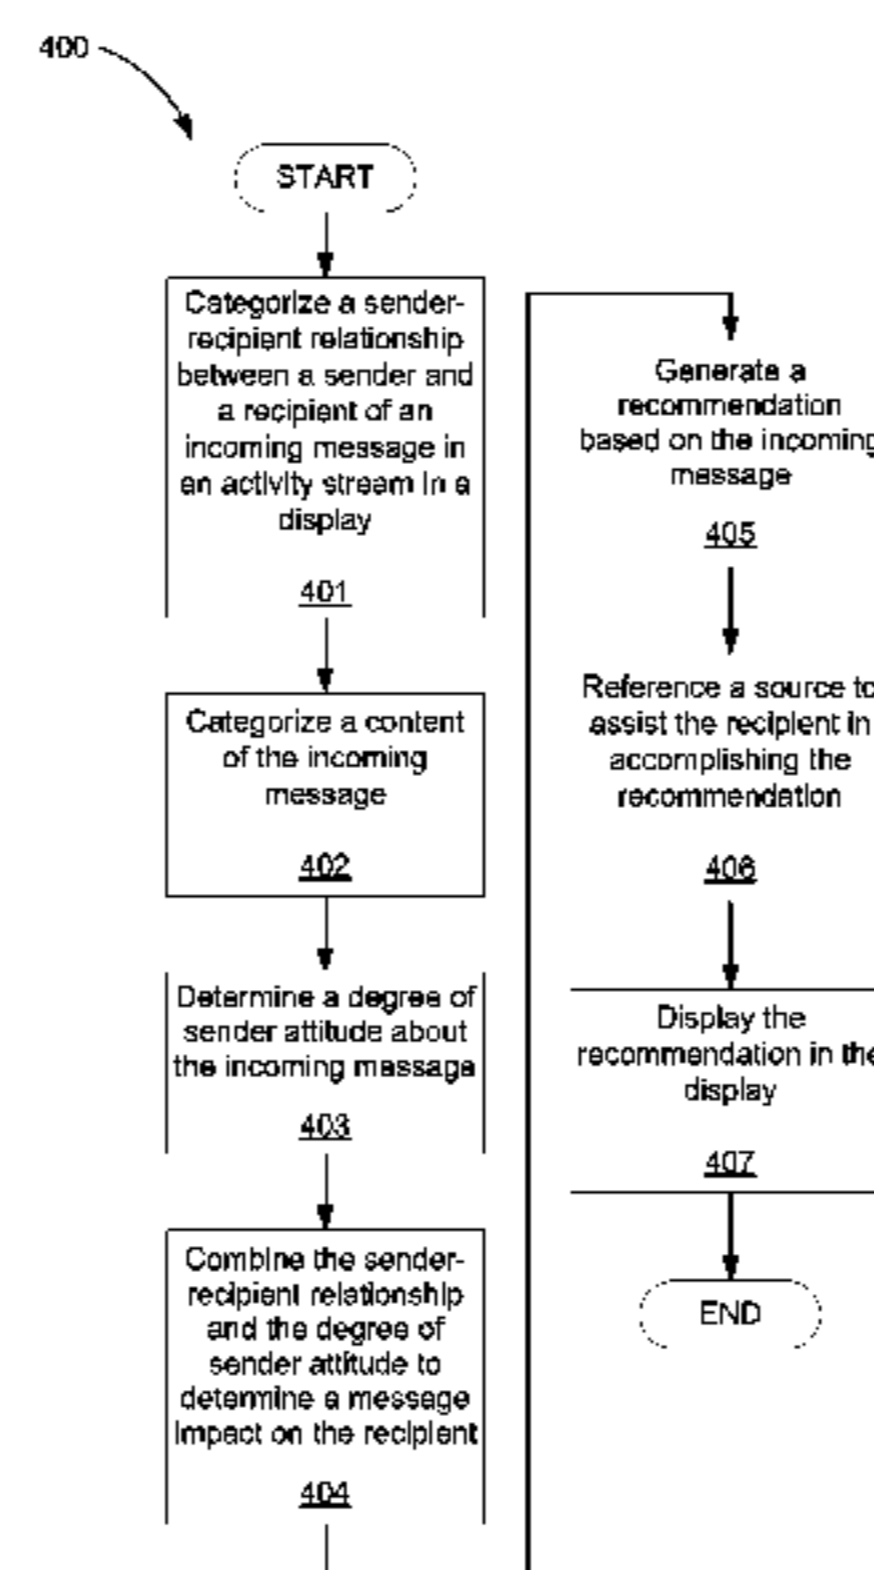 400
START
Categorize a sender-
recipient relationship
between a sender and
a recipient of an
incoming message in
an activity stream in a
display
401
Categorize a content
of the incoming
message
402
Determine a degree of
sender attitude about
the incoming message
403
Combine the sender-
recipient relationship
and the degree of
sender attitude to
determine a message
impact on the recipient
404
Generate a
recommendation
based on the incoming
message
405
Reference a source to
assist the recipient in
accomplishing the
recommendation
406
Display the
recommendation in the
display
407
END